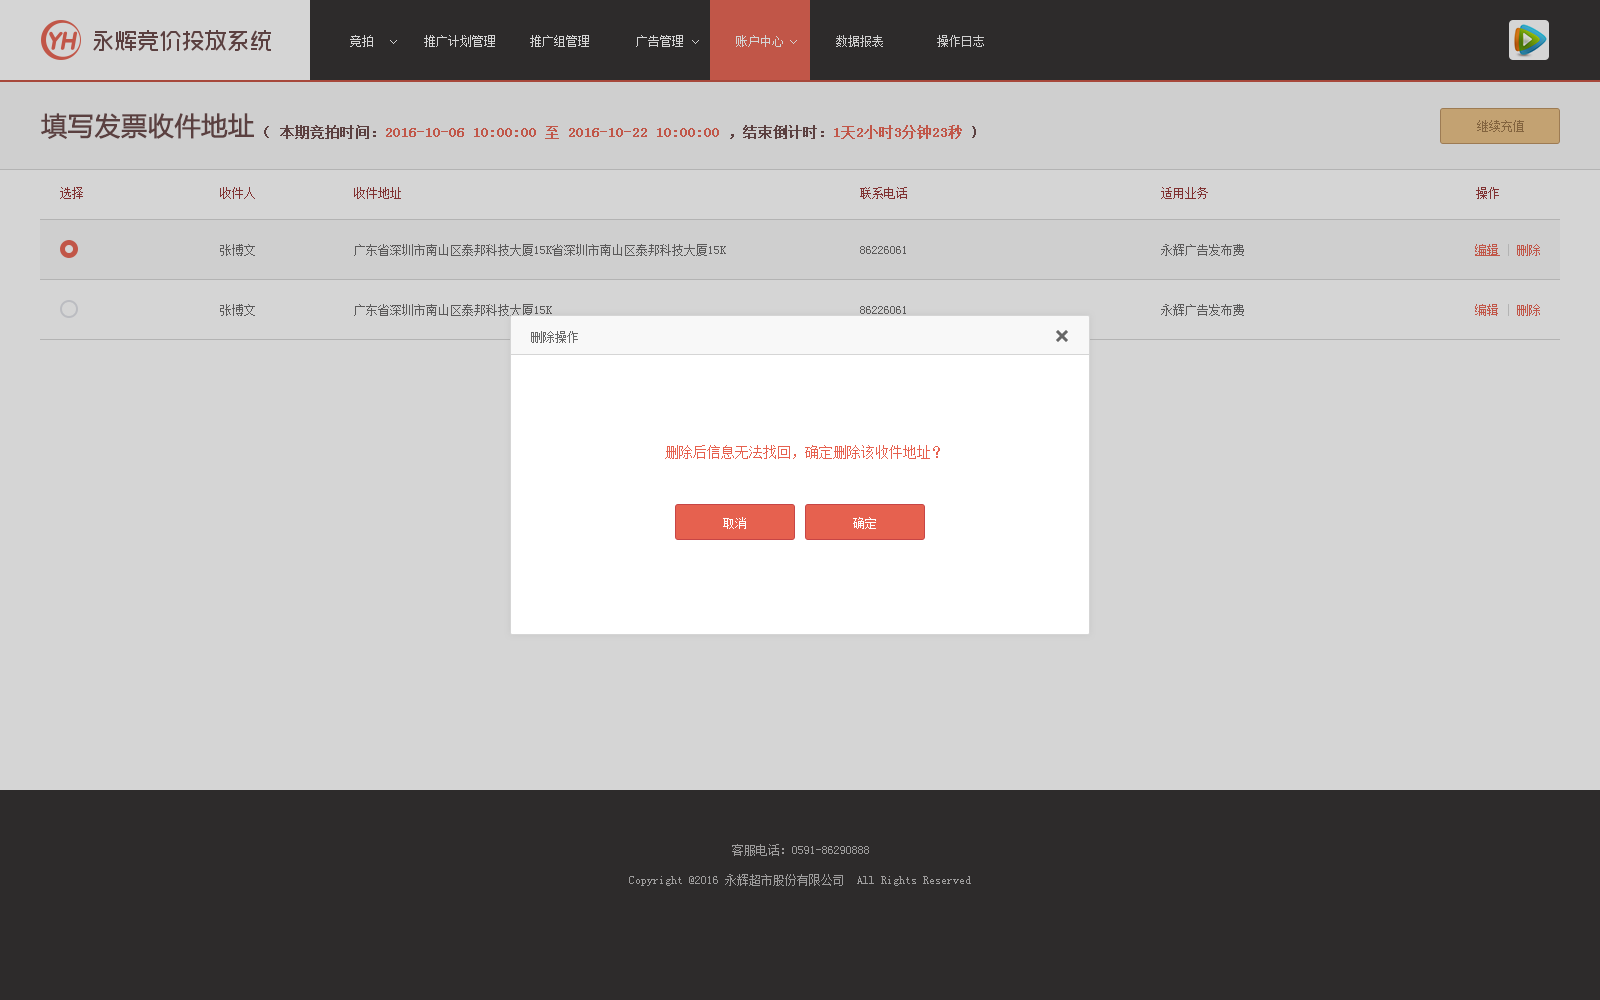 YH 永辉竞价投放系统 竞拍 推广计划管理 推广组管理 广告管理 账户中心 数据报表 操作日志
填写发票收件地址 ( 本期竞拍时间：2016-10-06 10:00:00 至 2016-10-22 10:00:00 ，结束倒计时：1天2小时3分钟23秒 ) 继续充值
选择 收件人 收件地址 联系电话 适用业务 操作
张博文 广东省深圳市南山区泰邦科技大厦15K省深圳市南山区泰邦科技大厦15K 86226061 永辉广告发布费 编辑 | 删除
张博文 广东省深圳市南山区泰邦科技大厦15K 86226061 永辉广告发布费 编辑 | 删除
删除操作
删除后信息无法找回，确定删除该收件地址？
取消 确定
客服电话：0591-86290888
Copyright @2016 永辉超市股份有限公司 All Rights Reserved